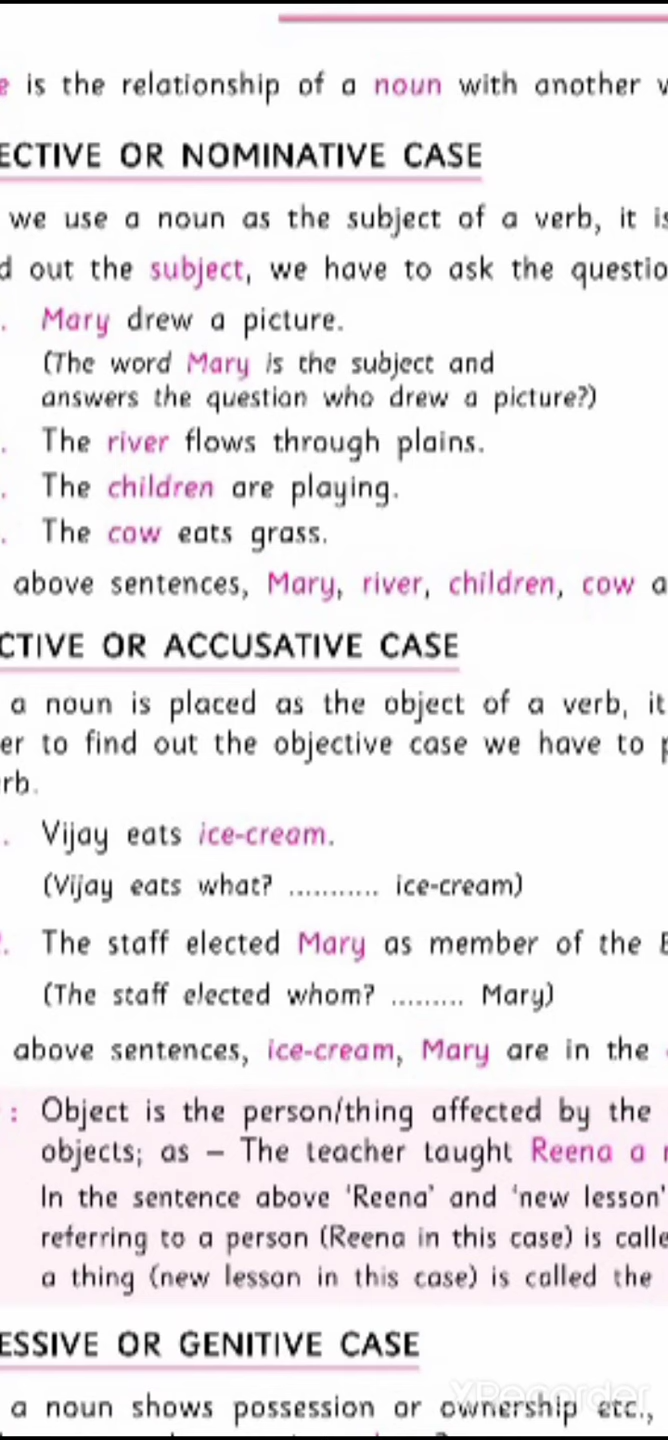 e is the relationship of a noun with another w
ECTIVE OR NOMINATIVE CASE
we use a noun as the subject of a verb, it is
d out the subject, we have to ask the questio
. Mary drew a picture.
(The word Mary is the subject and
answers the question who drew a picture?)
. The river flows through plains.
. The children are playing.
. The cow eats grass.
above sentences, Mary, river, children, cow a
CTIVE OR ACCUSATIVE CASE
a noun is placed as the object of a verb, it
er to find out the objective case we have to p
rb.
. Vijay eats ice-cream.
(Vijay eats what? ........... ice-cream)
. The staff elected Mary as member of the B
(The staff elected whom? ......... Mary)
above sentences, ice-cream, Mary are in the
: Object is the person/thing affected by the
objects; as – The teacher taught Reena a n
In the sentence above 'Reena' and 'new lesson'
referring to a person (Reena in this case) is calle
a thing (new lesson in this case) is called the
ESSIVE OR GENITIVE CASE
XRecorder
a noun shows possession or ownership etc.,